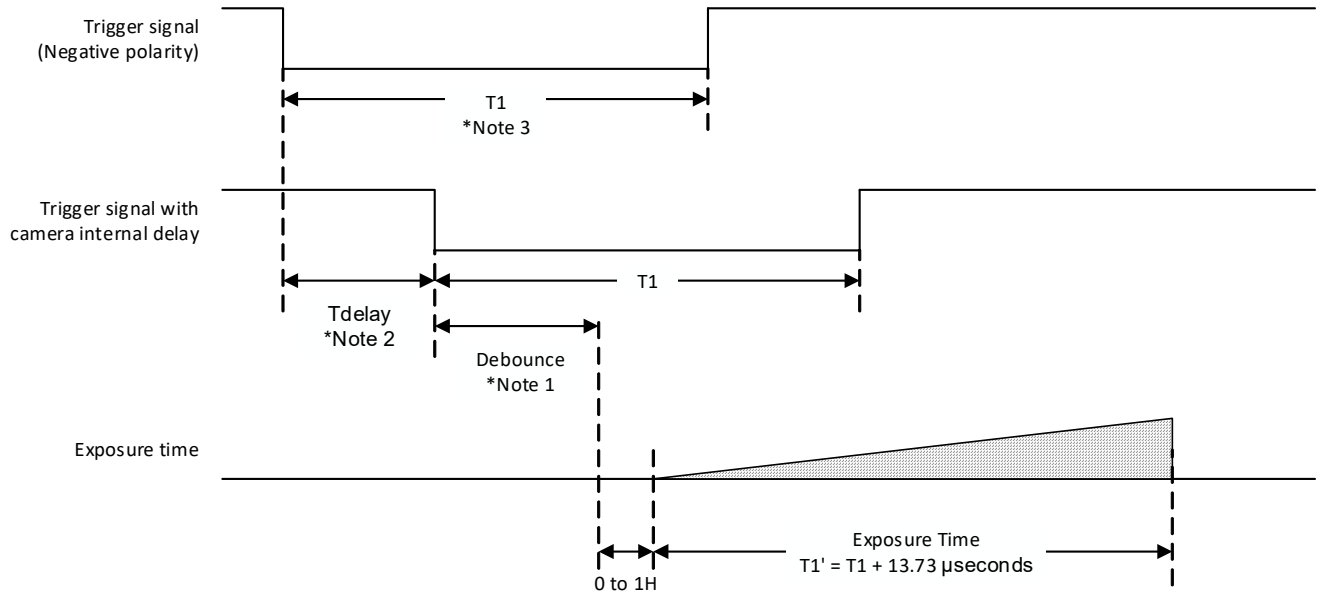 Trigger signal
(Negative polarity)
T1
*Note 3
Trigger signal with
camera internal delay
T1
Tdelay
*Note 2
Debounce
*Note 1
Exposure time
Exposure Time
T1' = T1 + 13.73 µseconds
0 to 1H